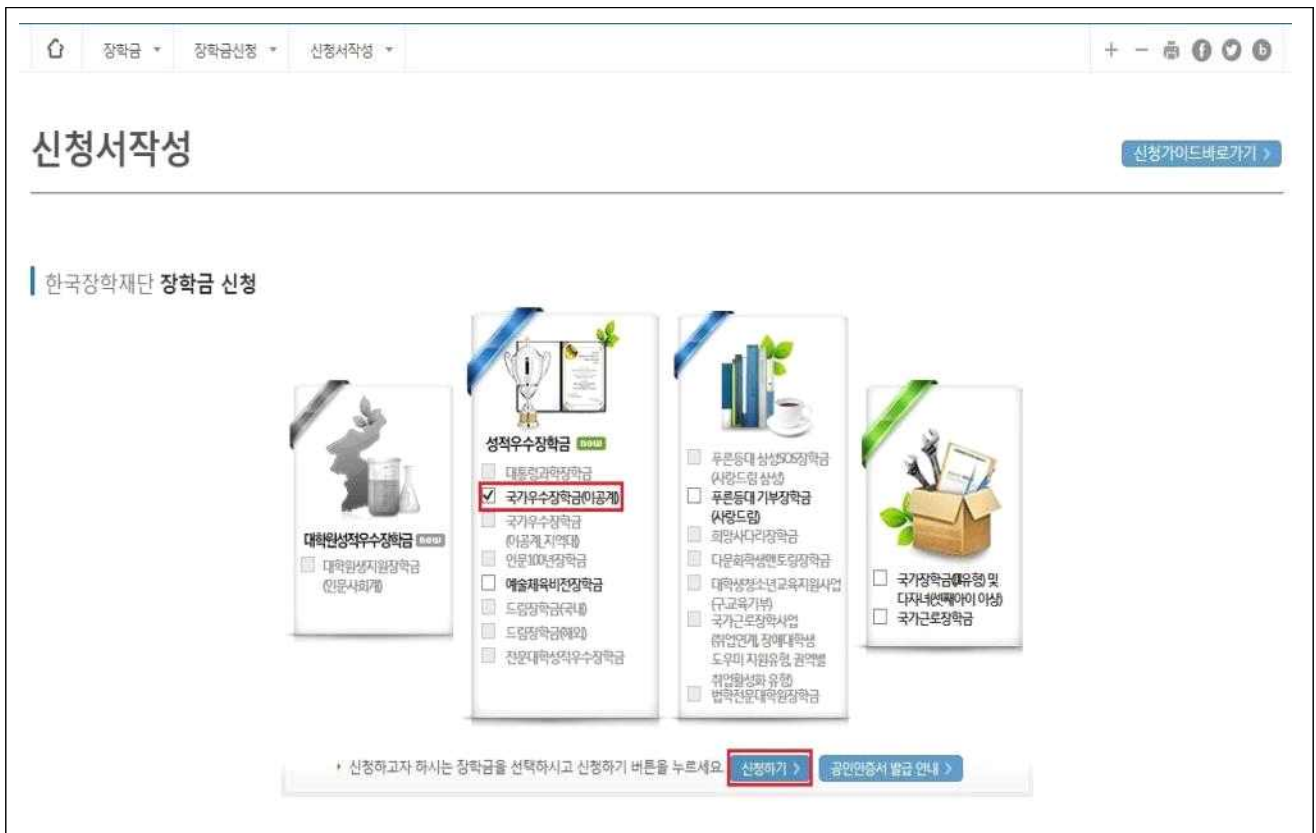 장학금 장학금신청 신청서작성
신청서작성
신청가이드바로가기 >
한국장학재단 장학금 신청
대학원성적우수장학금 new
대학원생지원장학금
(인문사회계)
성적우수장학금 new
대통령과학장학금
국가우수장학금(이공계)
국가우수장학금
(이공계_지역대)
인문100년장학금
예술체육비전장학금
드림장학금(국내)
드림장학금(해외)
전문대학성적우수장학금
푸른등대 삼성SOS장학금
(사랑드림 삼성)
푸른등대 기부장학금
(사랑드림)
희망사다리장학금
다문화학생멘토링장학금
대학생청소년교육지원사업
(구.교육기부)
국가근로장학사업
(취업연계, 장애대학생
도우미 지원유형, 권역별
취업활성화 유형)
법학전문대학원장학금
국가장학금(I유형) 및
다자녀(셋째아이 이상)
국가근로장학금
신청하고자 하시는 장학금을 선택하시고 신청하기 버튼을 누르세요. 신청하기 > 공인인증서 발급 안내 >